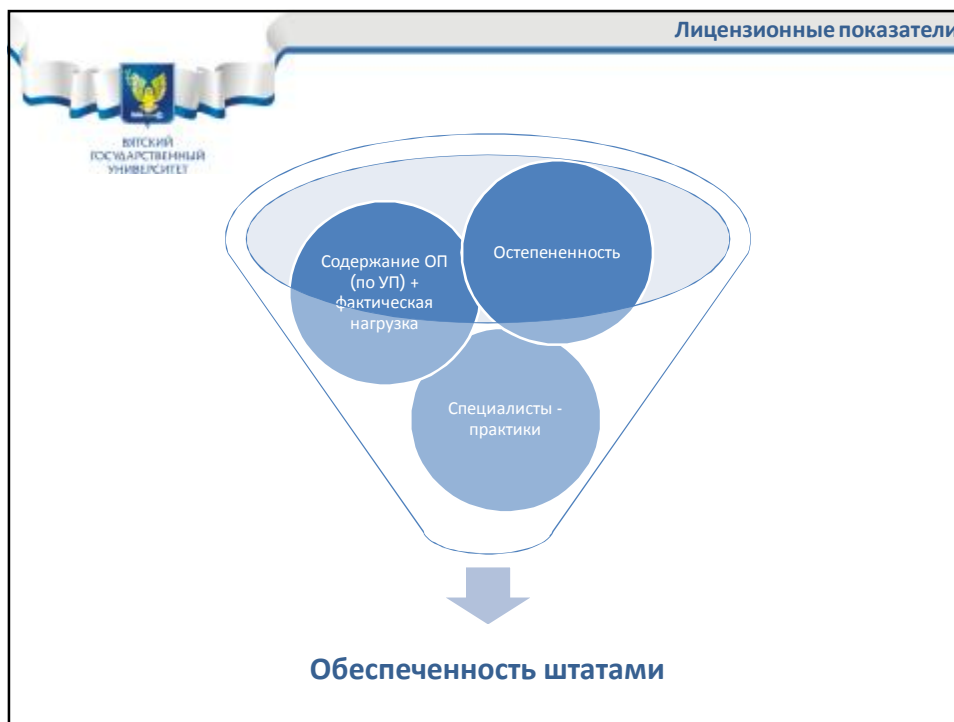 Лицензионные показатели
ВЯТСКИЙ
ГОСУДАРСТВЕННЫЙ
УНИВЕРСИТЕТ
Содержание ОП
(по УП) +
фактическая
нагрузка
Остепененность
Специалисты -
практики
Обеспеченность штатами